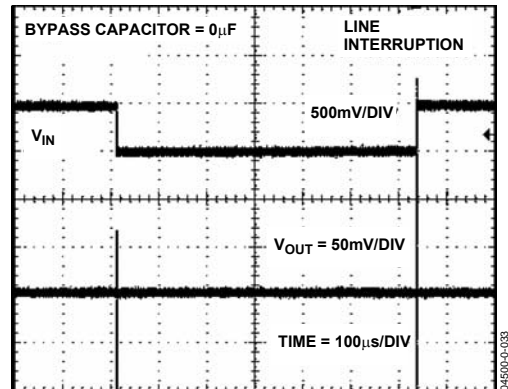 BYPASS CAPACITOR = 0μF
LINE
INTERRUPTION
500mV/DIV
VIN
VOUT = 50mV/DIV
TIME = 100μs/DIV
04500-0-033